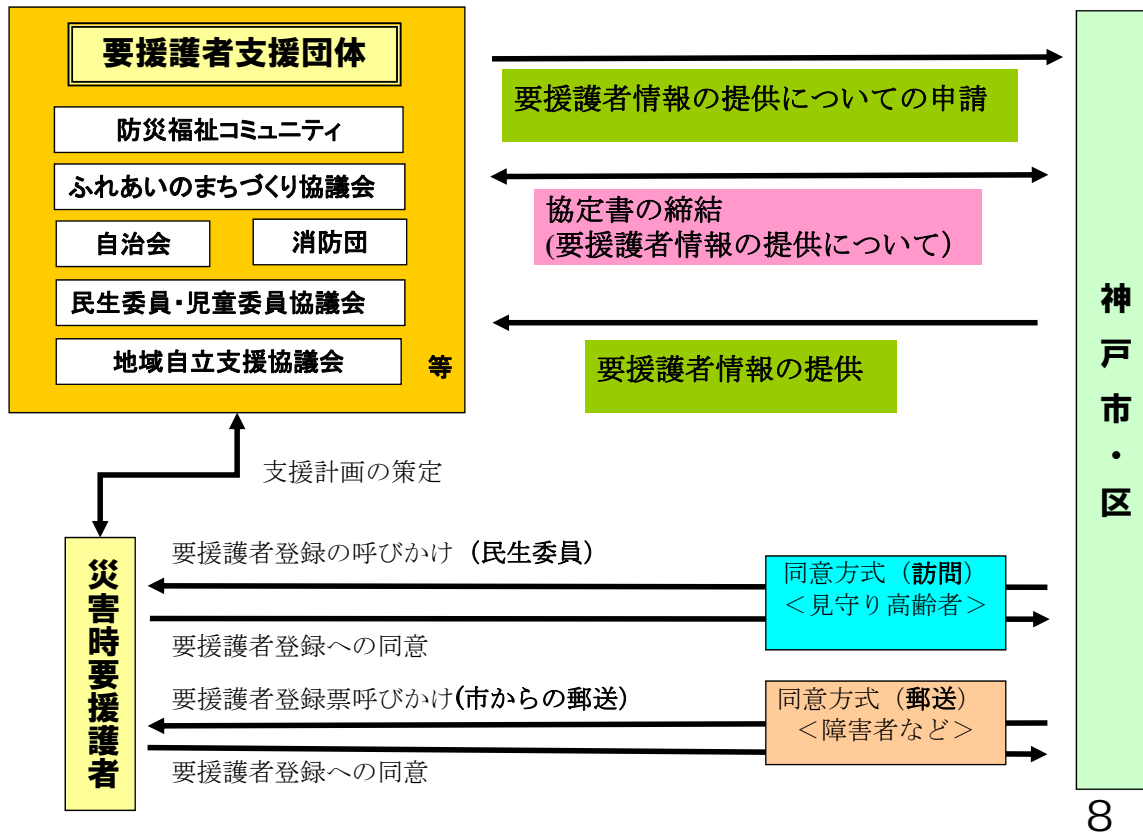 要援護者支援団体
防災福祉コミュニティ
ふれあいのまちづくり協議会
自治会
消防団
民生委員・児童委員協議会
地域自立支援協議会
等
要援護者情報の提供についての申請
協定書の締結
(要援護者情報の提供について)
要援護者情報の提供
神戸市・区
支援計画の策定
災害時要援護者
要援護者登録の呼びかけ (民生委員)
同意方式 (訪問)
<見守り高齢者>
要援護者登録への同意
要援護者登録票呼びかけ(市からの郵送)
同意方式 (郵送)
<障害者など>
要援護者登録への同意
8